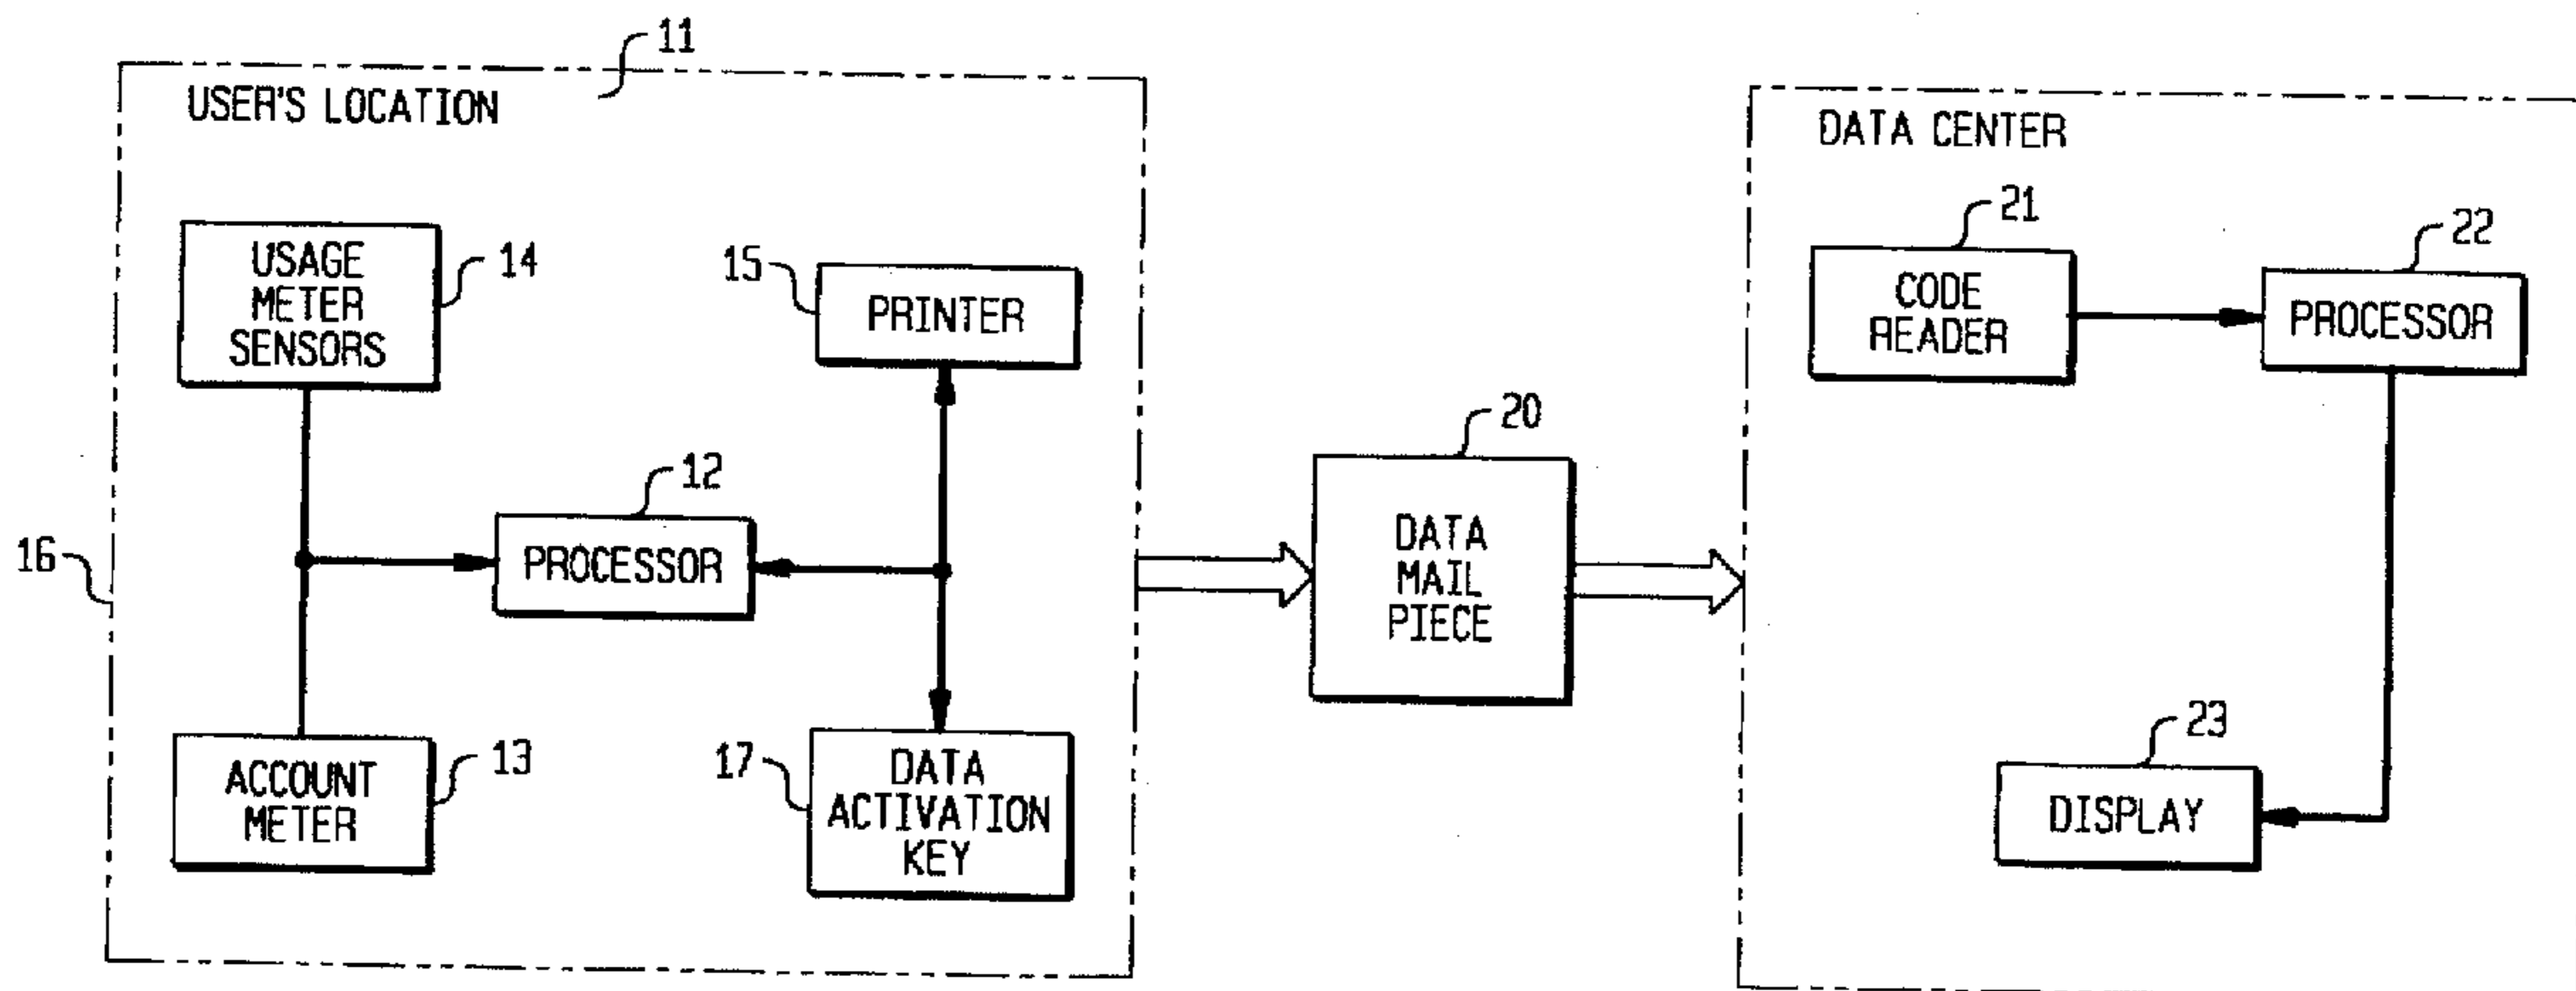 11
USER'S LOCATION
USAGE
METER
SENSORS
14
15
PRINTER
12
PROCESSOR
16
ACCOUNT
METER
13
17
DATA
ACTIVATION
KEY
20
DATA
MAIL
PIECE
DATA CENTER
21
CODE
READER
22
PROCESSOR
23
DISPLAY